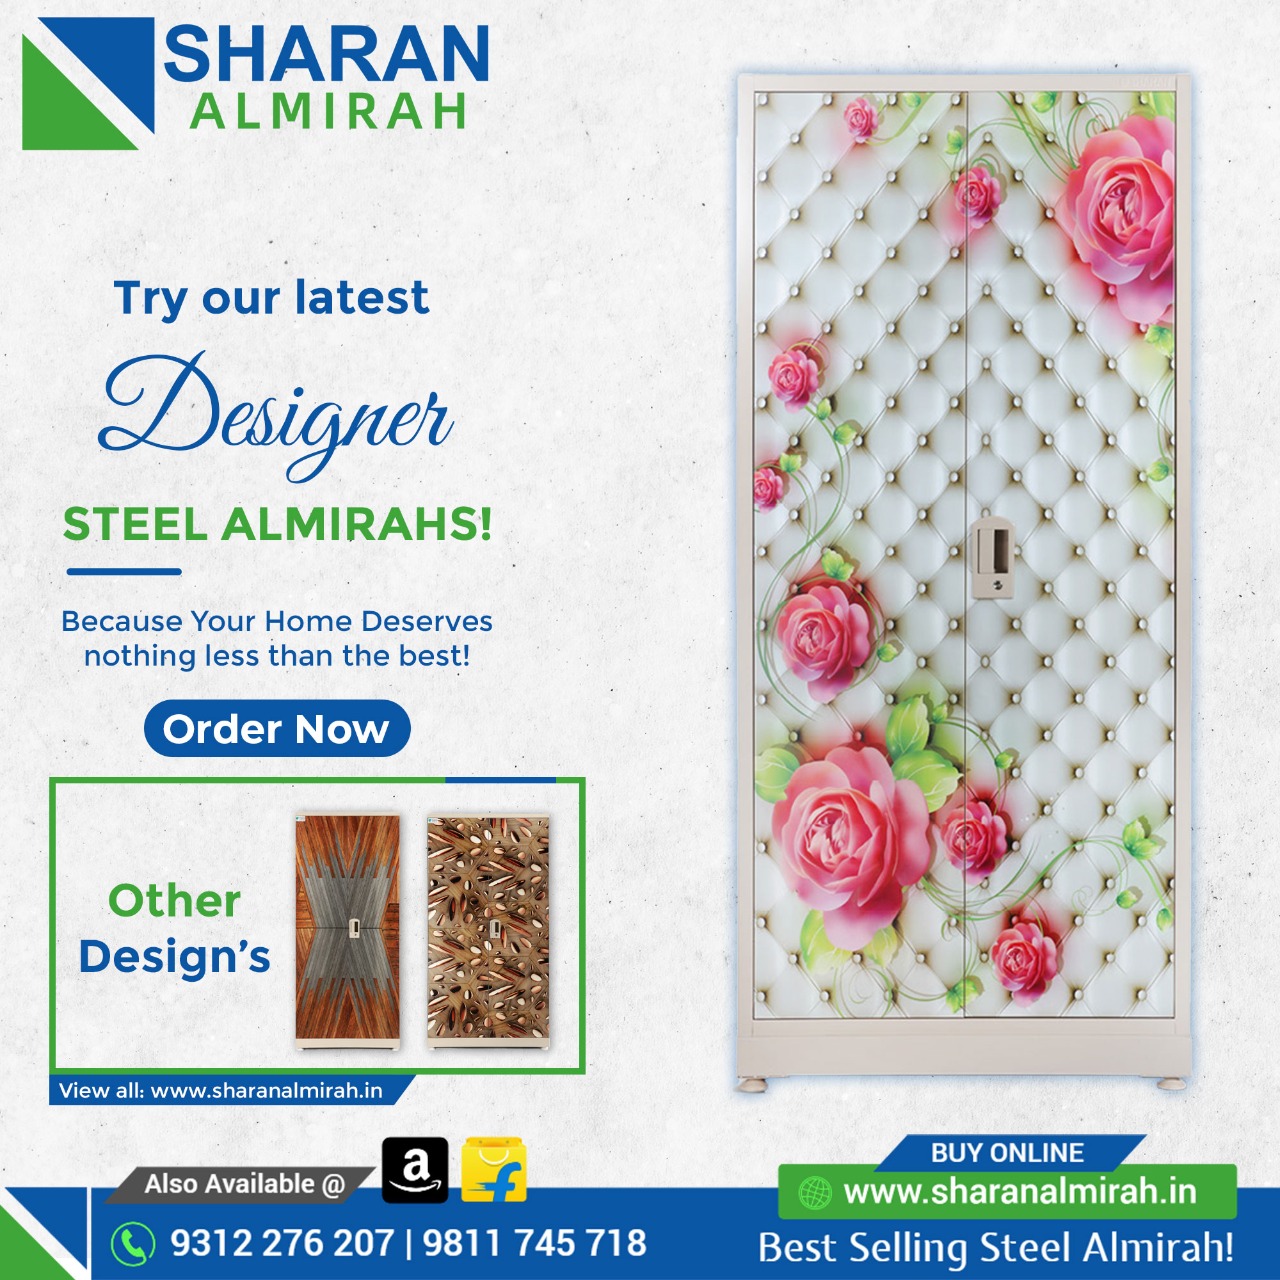 SHARAN
ALMIRAH
Try our latest
Designer
STEEL ALMIRAHS!
Because Your Home Deserves
nothing less than the best!
Order Now
Other
Design's
View all: www.sharanalmirah.in
Also Available @
a
f
9312 276 207 | 9811 745 718
BUY ONLINE
www.sharanalmirah.in
Best Selling Steel Almirah!